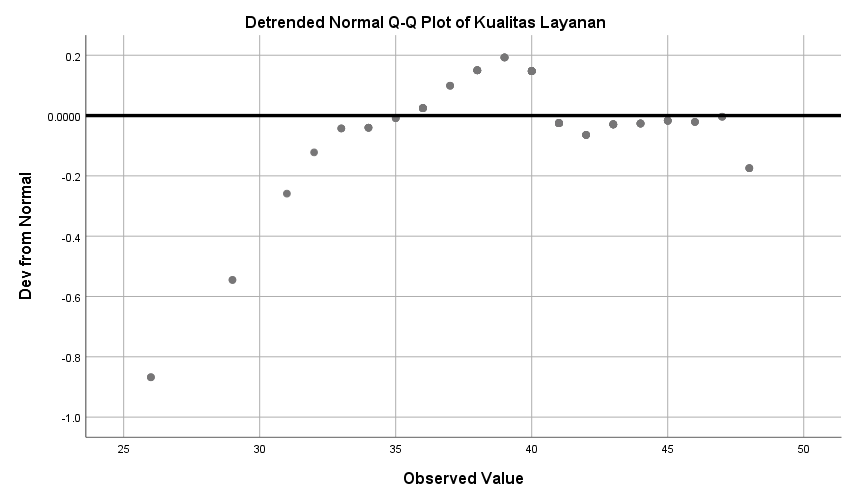 Detrended Normal Q-Q Plot of Kualitas Layanan
0.2
0.0000
-0.2
-0.4
-0.6
-0.8
-1.0
Dev from Normal
25 30 35 40 45 50
Observed Value